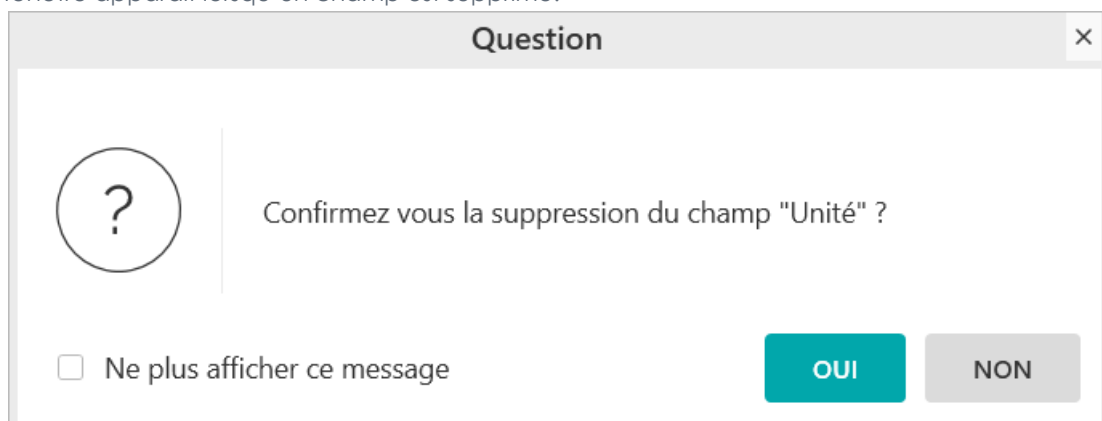 Question
Confirmez vous la suppression du champ "Unité" ?
Ne plus afficher ce message
OUI
NON